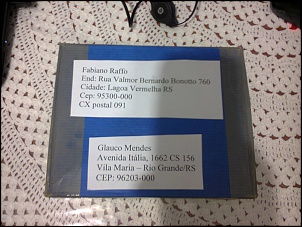 Fabiano Raffo
End: Rua Valmor Bernardo Bonotto 760
Cidade: Lagoa Vermelha RS
Cep: 95300-000
CX postal 091
Glauco Mendes
Avenida Itália, 1662 CS 156
Vila Maria – Rio Grande/RS
CEP: 96203-000